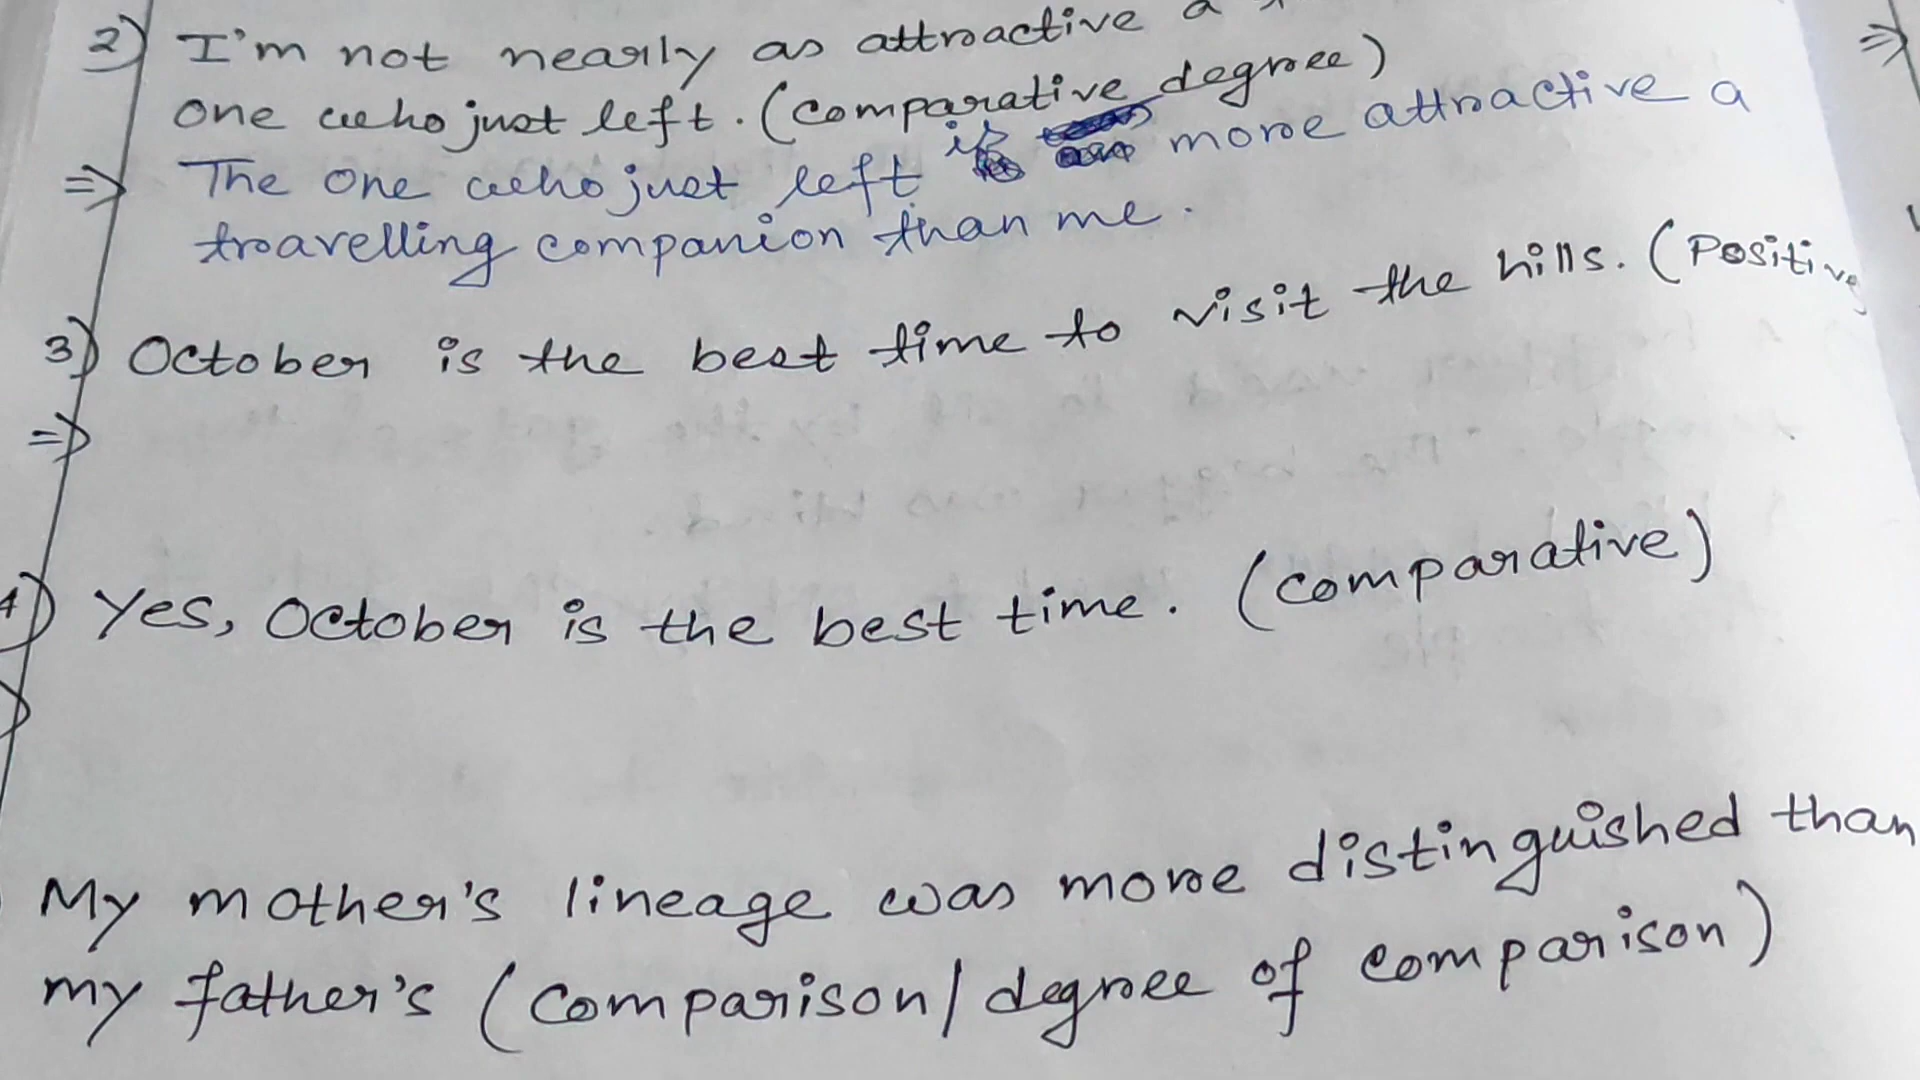 2) I'm not nearly as attractive a
one who just left. (Comparative degree)
=> The one who just left is more attractive a
travelling companion than me.
3) October is the best time to visit the hills. (Positive
=>
4) Yes, October is the best time. (comparative)
My mother's lineage was more distinguished than
my father's (Comparison/degree of comparison)